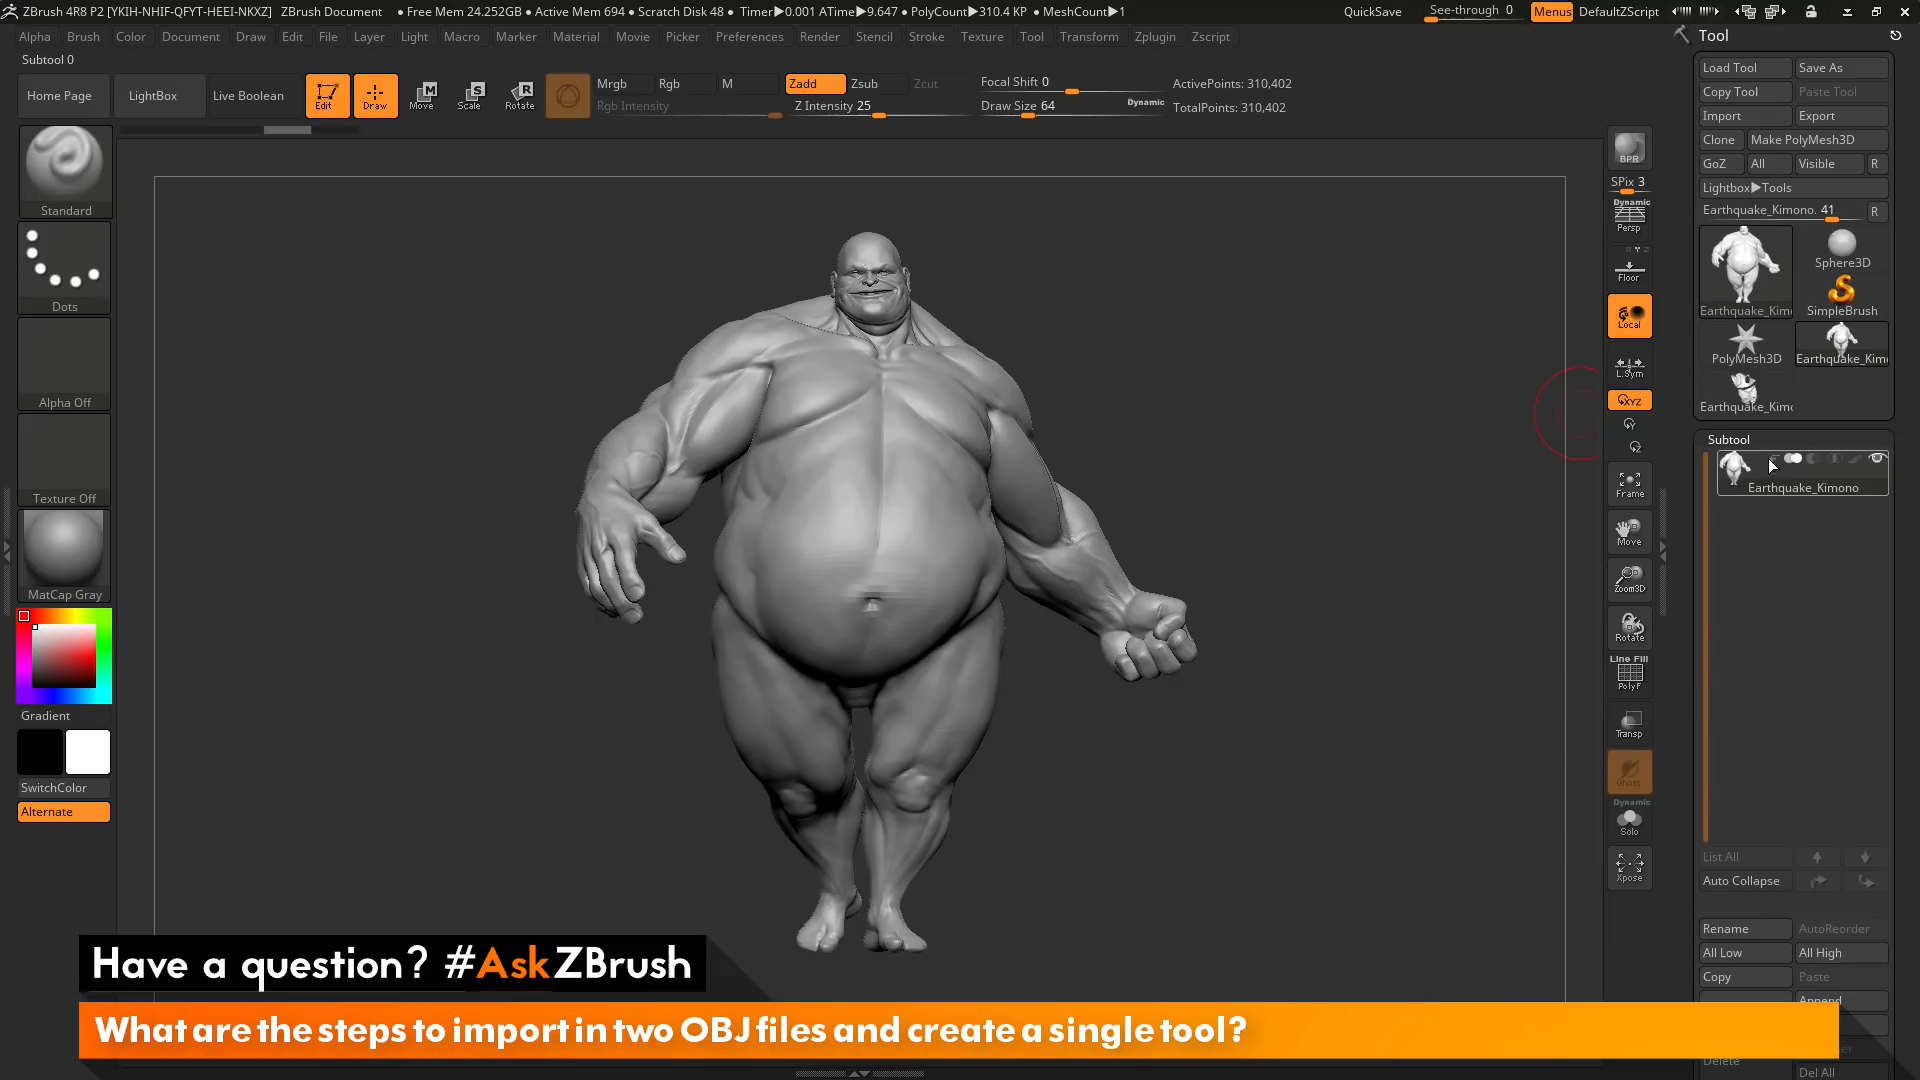 ZBrush 4R8 P2 [YKIH-NHIF-QFYT-HEEI-NKXZ] ZBrush Document • Free Mem 24.252GB • Active Mem 694 • Scratch Disk 48 • Timer▶0.001 ATime▶9.647 • PolyCount▶310.4 KP • MeshCount▶1 QuickSave See-through 0 Menus DefaultZScript
Alpha Brush Color Document Draw Edit File Layer Light Macro Marker Material Movie Picker Preferences Render Stencil Stroke Texture Tool Transform Zplugin Zscript
Subtool 0
Home Page LightBox Live Boolean Edit Draw Move Scale Rotate
Mrgb Rgb M Zadd Zsub Zcut Focal Shift 0 ActivePoints: 310,402
Rgb Intensity Z Intensity 25 Draw Size 64 Dynamic TotalPoints: 310,402
Standard
Dots
Alpha Off
Texture Off
MatCap Gray
Gradient
SwitchColor
Alternate
BPR
SPix 3
Dynamic
Persp
Floor
Local
L.Sym
XYZ
Y
Z
Frame
Move
Zoom3D
Rotate
Line Fill
PolyF
Transp
Ghost
Dynamic
Solo
Xpose
Tool
Load Tool Save As
Copy Tool Paste Tool
Import Export
Clone Make PolyMesh3D
GoZ All Visible R
Lightbox▶Tools
Earthquake_Kimono. 41 R
Sphere3D
Earthquake_Kim SimpleBrush
PolyMesh3D Earthquake_Kim
Earthquake_Kim
Subtool
Earthquake_Kimono
List All
Auto Collapse
Rename AutoReorder
All Low All High
Copy Paste
Append
Delete
Del All
Have a question? #AskZBrush
What are the steps to import in two OBJ files and create a single tool?